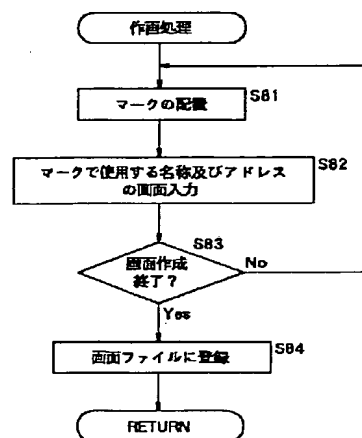 作画処理
マークの配置
S81
マークで使用する名称及びアドレス
の画面入力
S82
画面作成
終了？
S83
No
Yes
画面ファイルに登録
S84
RETURN